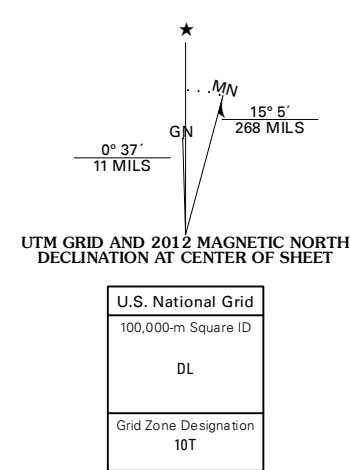 ★
MN
15° 5´
268 MILS
GN
0° 37´
11 MILS
UTM GRID AND 2012 MAGNETIC NORTH
DECLINATION AT CENTER OF SHEET
U.S. National Grid
100,000-m Square ID
DL
Grid Zone Designation
10T